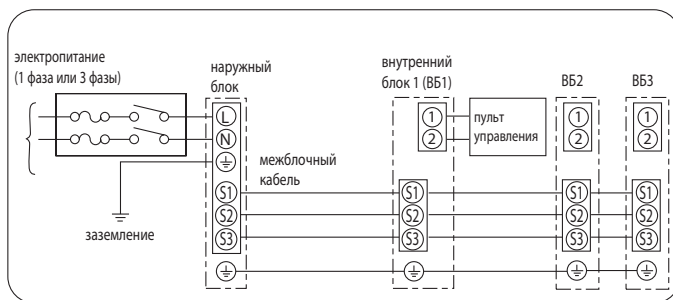 электропитание
(1 фаза или 3 фазы)
наружный
блок
внутренний
блок 1 (ВБ1)
ВБ2
ВБ3
L
N
1
2
пульт
управления
1
2
1
2
межблочный
кабель
заземление
S1
S2
S3
S1
S2
S3
S1
S2
S3
S1
S2
S3